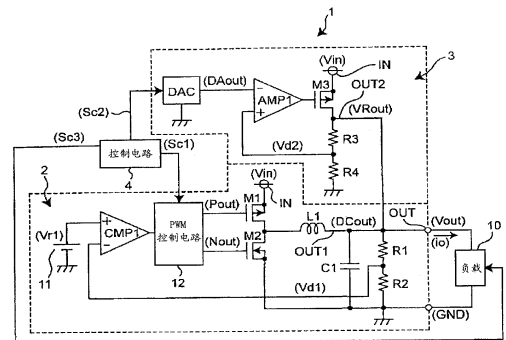 1
(Vin)
IN
3
M3
OUT2
(DAout)
DAC
AMP1
(VRout)
(Sc2)
R3
(Sc3)
(Sc1)
(Vd2)
R4
控制电路
4
2
(Vin)
IN
M1
(Pout)
L1
(DCout)
OUT
(Vout)
10
(io)
(Vr1)
CMP1
PWM
控制电路
(Nout)
M2
OUT1
R1
负载
C1
R2
11
12
(Vd1)
(GND)